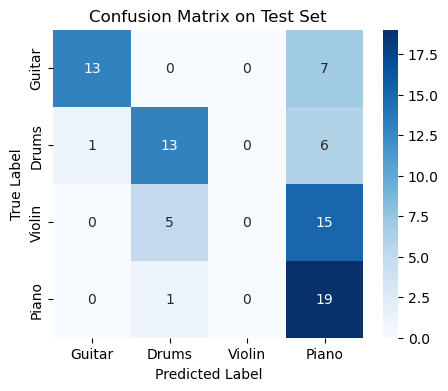 Confusion Matrix on Test Set
True Label
Guitar 13 0 0 7
Drums 1 13 0 6
Violin 0 5 0 15
Piano 0 1 0 19
Guitar Drums Violin Piano
Predicted Label
17.5
15.0
12.5
10.0
7.5
5.0
2.5
0.0